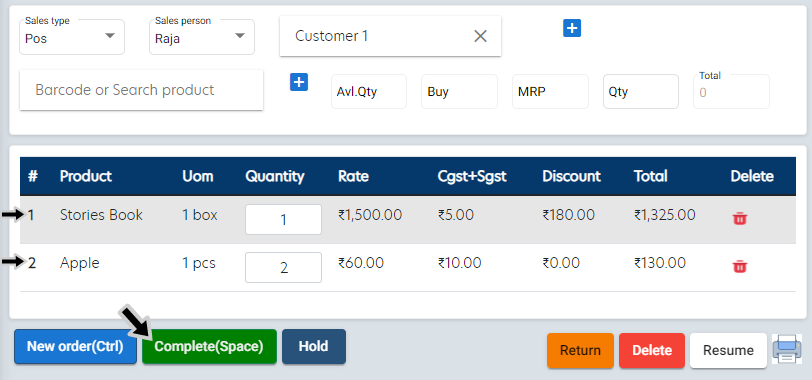 Sales type Sales person
Pos Raja Customer 1
Barcode or Search product Avl.Qty Buy MRP Qty Total 0
# Product Uom Quantity Rate Cgst+Sgst Discount Total Delete
1 Stories Book 1 box 1 ₹1,500.00 ₹5.00 ₹180.00 ₹1,325.00
2 Apple 1 pcs 2 ₹60.00 ₹10.00 ₹0.00 ₹130.00
New order(Ctrl) Complete(Space) Hold Return Delete Resume